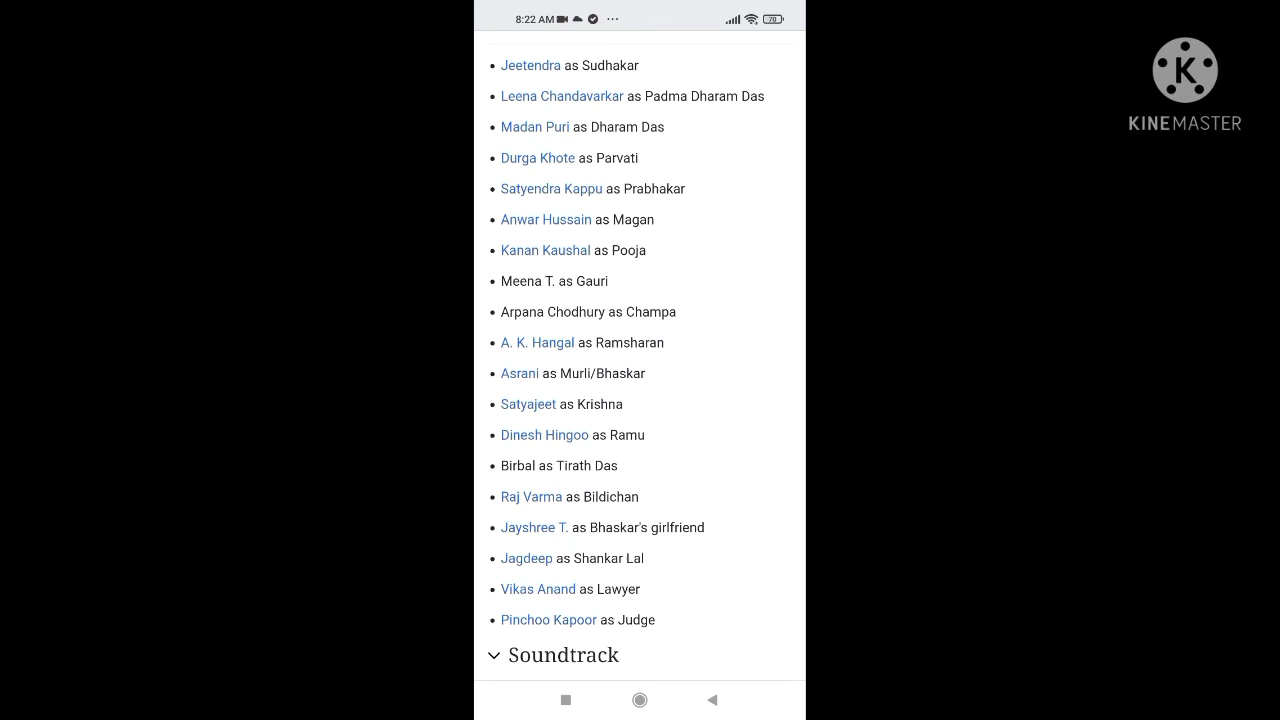 8:22 AM
70
Jeetendra as Sudhakar
Leena Chandavarkar as Padma Dharam Das
Madan Puri as Dharam Das
Durga Khote as Parvati
Satyendra Kappu as Prabhakar
Anwar Hussain as Magan
Kanan Kaushal as Pooja
Meena T. as Gauri
Arpana Chodhury as Champa
A. K. Hangal as Ramsharan
Asrani as Murli/Bhaskar
Satyajeet as Krishna
Dinesh Hingoo as Ramu
Birbal as Tirath Das
Raj Varma as Bildichan
Jayshree T. as Bhaskar's girlfriend
Jagdeep as Shankar Lal
Vikas Anand as Lawyer
Pinchoo Kapoor as Judge
Soundtrack
K
KINEMASTER